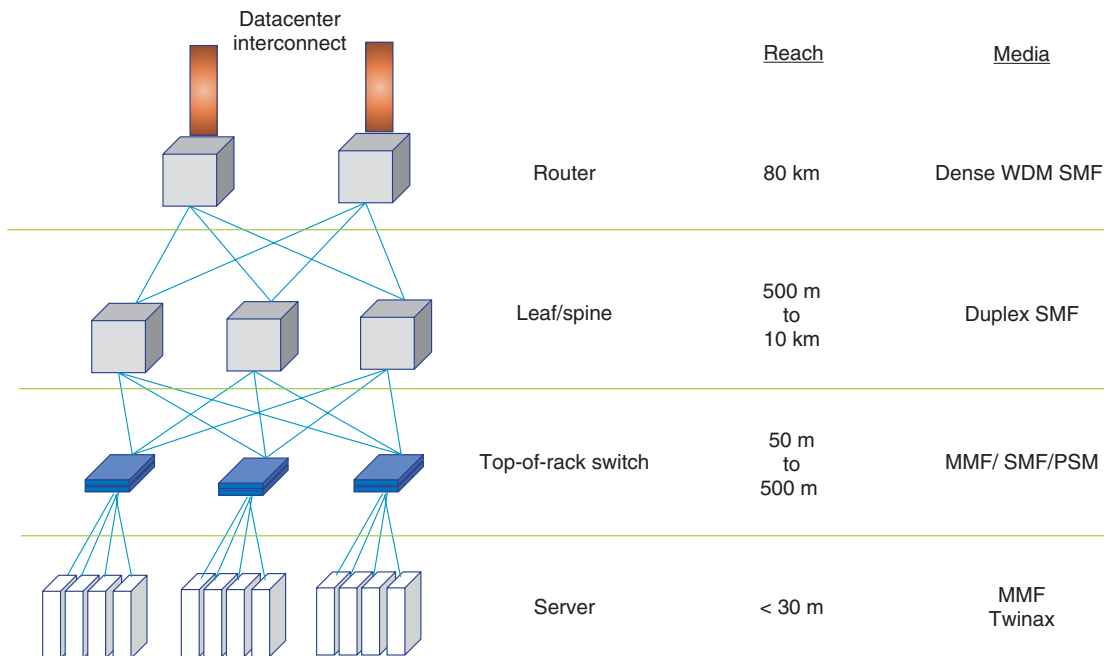 Datacenter
interconnect
Reach
Media
Router
80 km
Dense WDM SMF
Leaf/spine
500 m
to
10 km
Duplex SMF
Top-of-rack switch
50 m
to
500 m
MMF/ SMF/PSM
Server
< 30 m
MMF
Twinax